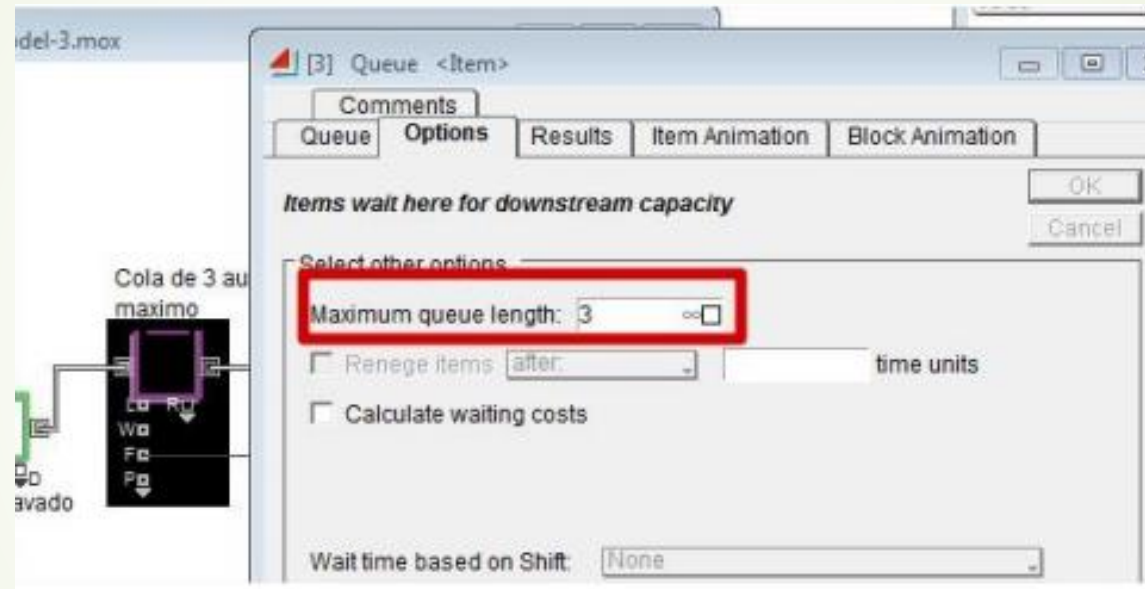 del-3.mox
[3] Queue <Item>
Comments
Queue Options Results Item Animation Block Animation
Items wait here for downstream capacity
OK
Cancel
Select other options
Maximum queue length: 3
Renege items after: time units
Calculate waiting costs
Wait time based on Shift: None
Cola de 3 au
maximo
L R
W
F
P
D
avado